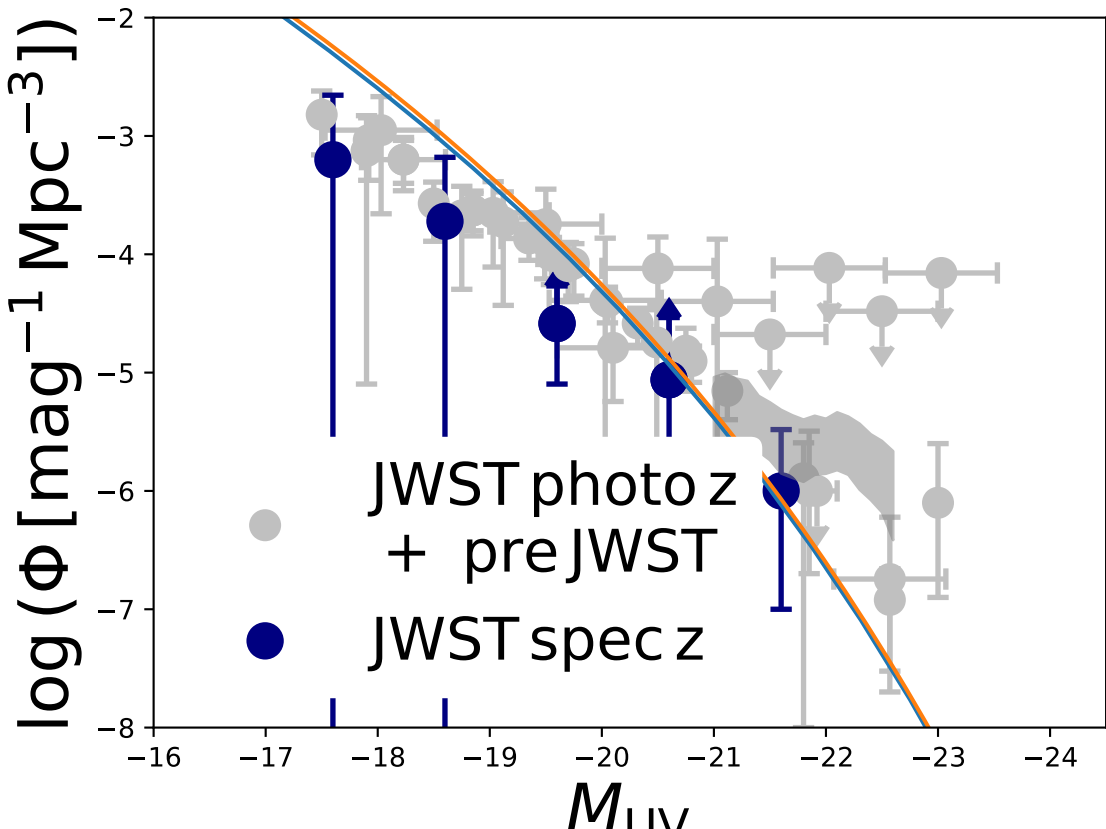 log (Φ [mag⁻¹ Mpc⁻³])
−2
−3
−4
−5
−6
−7
−8
JWST photo z
+ pre JWST
JWST spec z
−16 −17 −18 −19 −20 −21 −22 −23 −24
M_UV